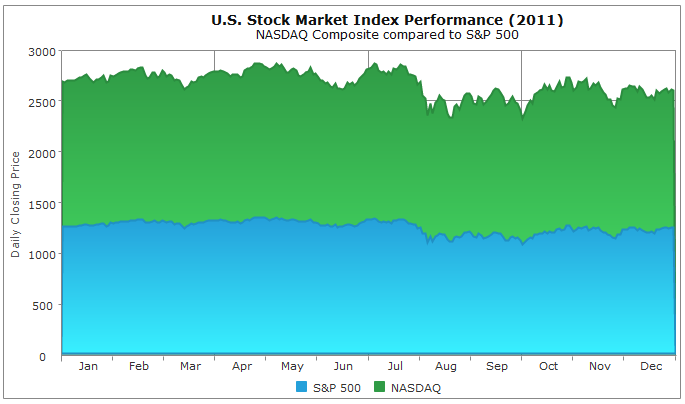 U.S. Stock Market Index Performance (2011)
NASDAQ Composite compared to S&P 500
3000
2500
2000
1500
1000
500
0
Daily Closing Price
Jan Feb Mar Apr May Jun Jul Aug Sep Oct Nov Dec
S&P 500 NASDAQ